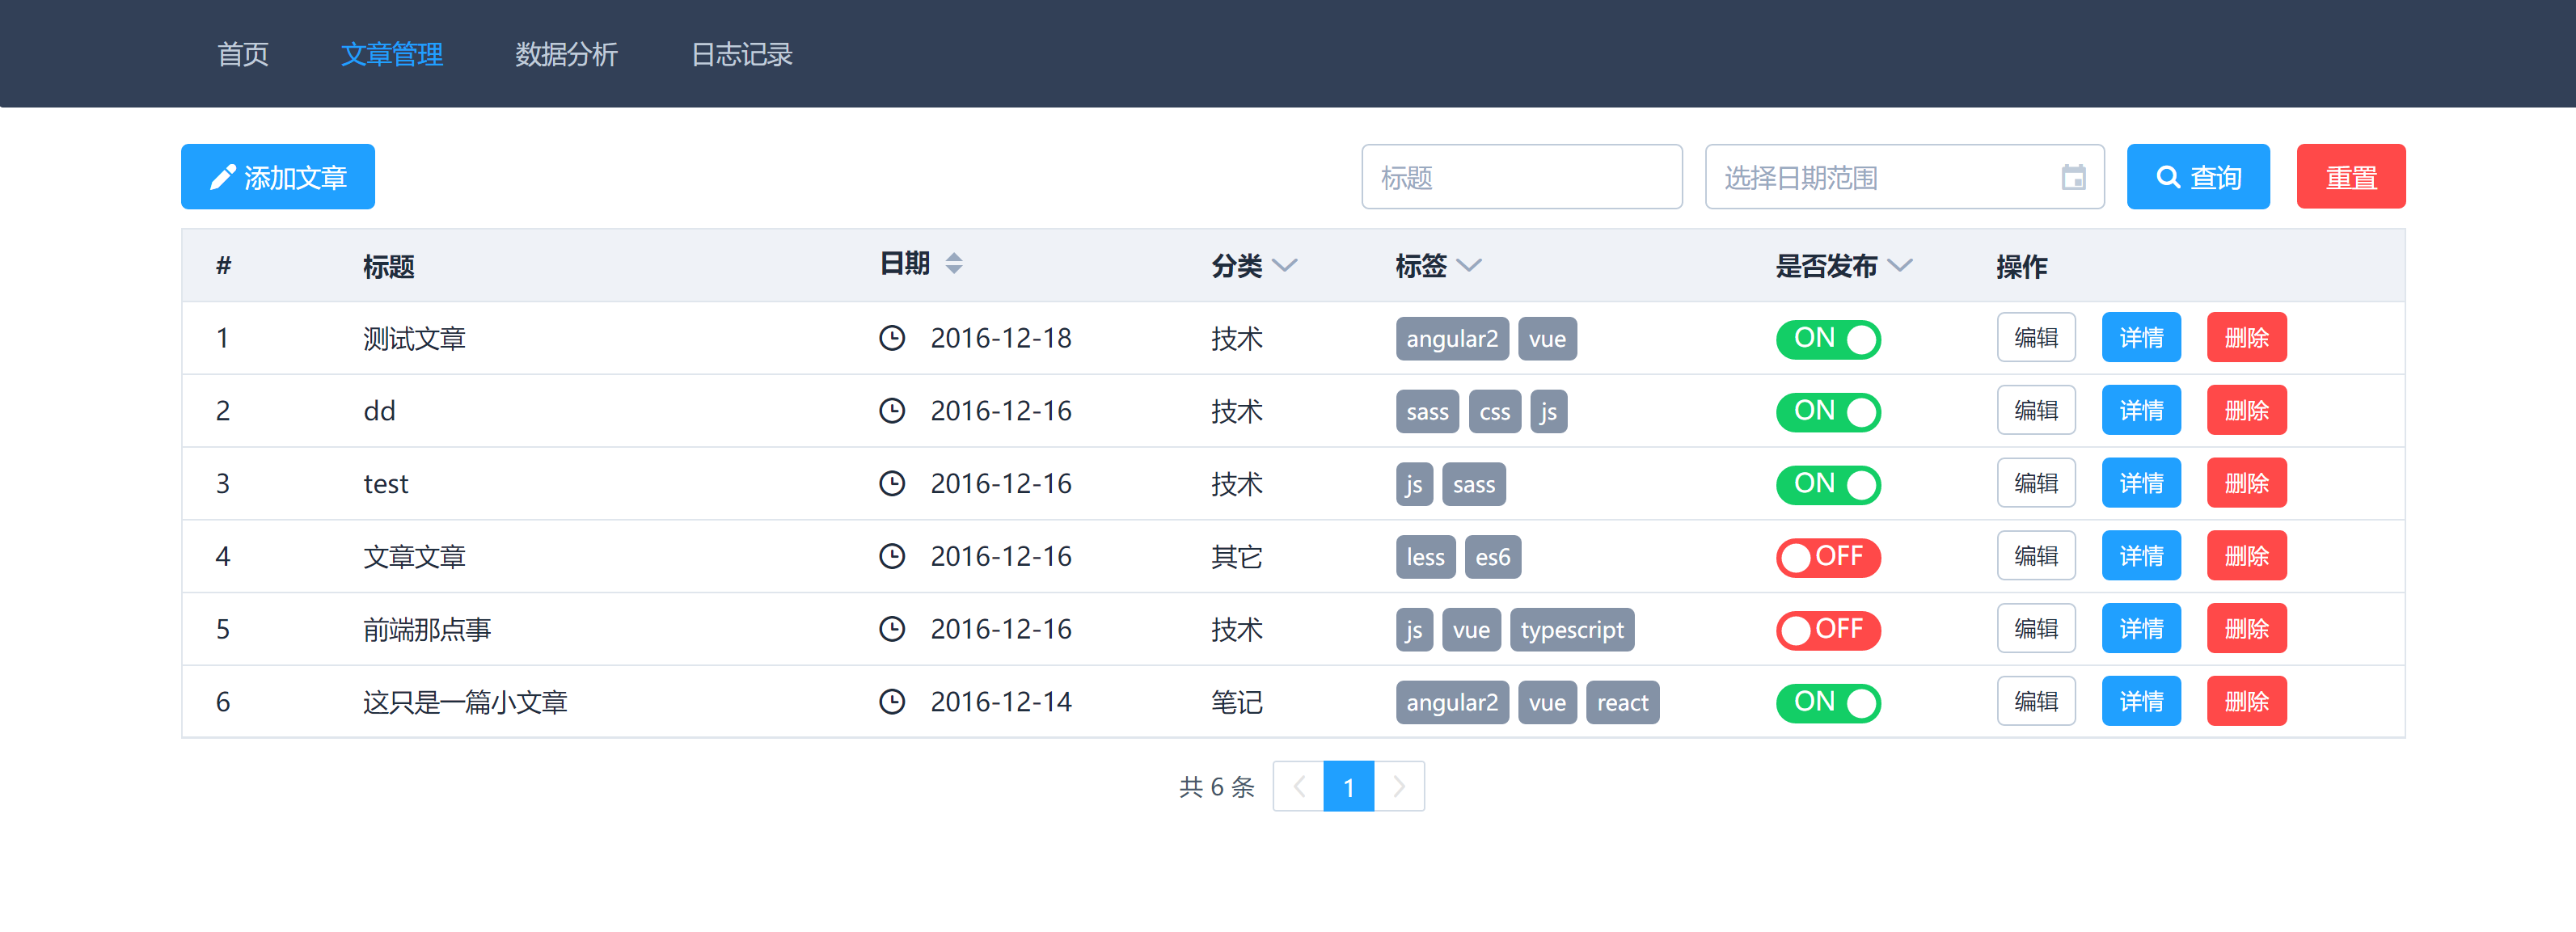 首页 文章管理 数据分析 日志记录
添加文章 标题 选择日期范围 查询 重置
# 标题 日期 分类 标签 是否发布 操作
1 测试文章 2016-12-18 技术 angular2 vue ON 编辑 详情 删除
2 dd 2016-12-16 技术 sass css js ON 编辑 详情 删除
3 test 2016-12-16 技术 js sass ON 编辑 详情 删除
4 文章文章 2016-12-16 其它 less es6 OFF 编辑 详情 删除
5 前端那点事 2016-12-16 技术 js vue typescript OFF 编辑 详情 删除
6 这只是一篇小文章 2016-12-14 笔记 angular2 vue react ON 编辑 详情 删除
共 6 条 1